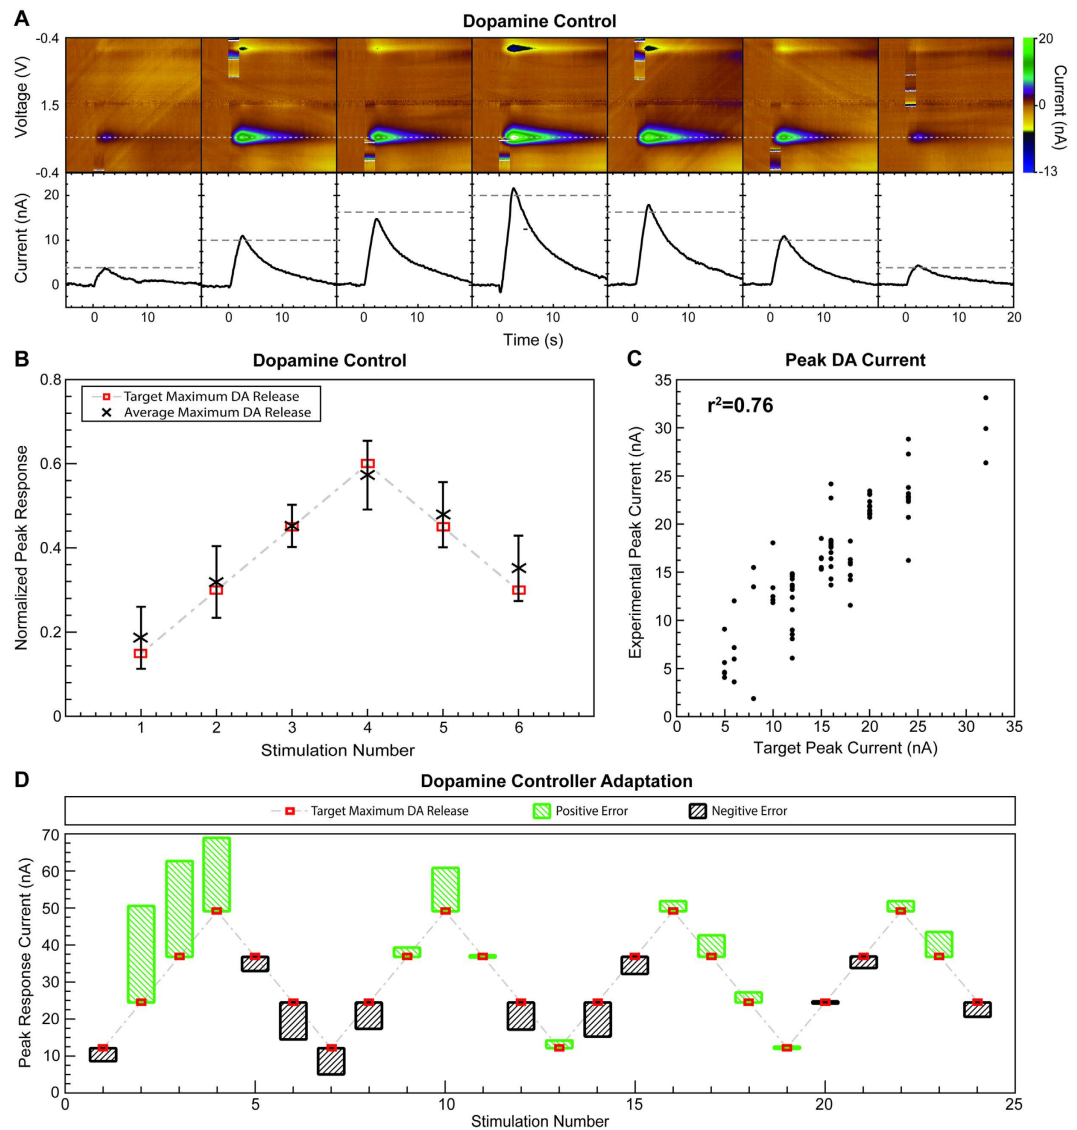 A
Dopamine Control
-0.4
1.5
-0.4
Voltage (V)
20
0
-13
Current (nA)
20
10
0
Current (nA)
0 10 0 10 0 10 0 10 0 10 0 10 0 10 20
Time (s)
B
Dopamine Control
0.8
0.6
0.4
0.2
0
Normalized Peak Response
Target Maximum DA Release
Average Maximum DA Release
1 2 3 4 5 6
Stimulation Number
C
Peak DA Current
r²=0.76
35
30
25
20
15
10
5
0
Experimental Peak Current (nA)
0 5 10 15 20 25 30 35
Target Peak Current (nA)
D
Dopamine Controller Adaptation
Target Maximum DA Release
Positive Error
Negitive Error
70
60
50
40
30
20
10
0
Peak Response Current (nA)
0 5 10 15 20 25
Stimulation Number